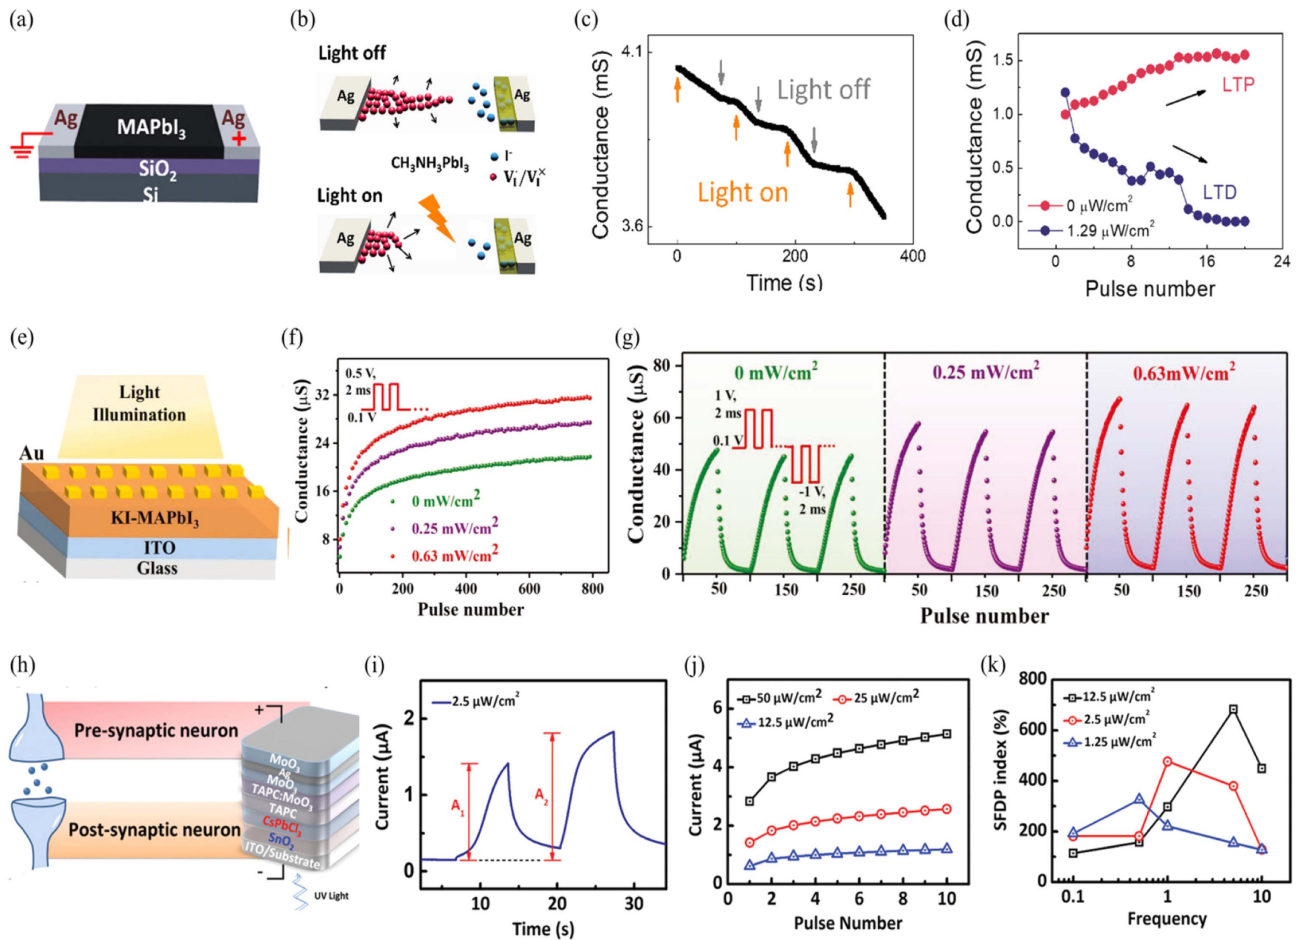 (a)
Ag
MAPbI3
Ag
+
SiO2
Si
(b)
Light off
Ag
Ag
CH3NH3PbI3
I-
V_I^·/V_I^×
Light on
Ag
Ag
(c)
Conductance (mS)
4.1
3.6
Light off
Light on
0
200
400
Time (s)
(d)
Conductance (mS)
1.5
1.0
0.5
0.0
LTP
LTD
0 μW/cm2
1.29 μW/cm2
0 4 8 12 16 20 24
Pulse number
(e)
Light
Illumination
Au
KI-MAPbI3
ITO
Glass
(f)
Conductance (μS)
32
24
16
8
0.5 V,
2 ms
0.1 V
0 mW/cm2
0.25 mW/cm2
0.63 mW/cm2
0 200 400 600 800
Pulse number
(g)
Conductance (μS)
80
60
40
20
0
0 mW/cm2
0.25 mW/cm2
0.63mW/cm2
1 V,
2 ms
0.1 V
-1 V,
2 ms
50 150 250 50 150 250 50 150 250
Pulse number
(h)
Pre-synaptic neuron
Post-synaptic neuron
+
MoO3
Ag
MoO3
TAPC:MoO3
TAPC
CsPbCl3
SnO2
ITO/Substrate
-
UV Light
(i)
Current (μA)
2
1
0
2.5 μW/cm2
A1
A2
10 20 30
Time (s)
(j)
Current (μA)
6
4
2
0
50 μW/cm2
25 μW/cm2
12.5 μW/cm2
0 2 4 6 8 10
Pulse Number
(k)
SFDP index (%)
800
600
400
200
0
12.5 μW/cm2
2.5 μW/cm2
1.25 μW/cm2
0.1 1 10
Frequency